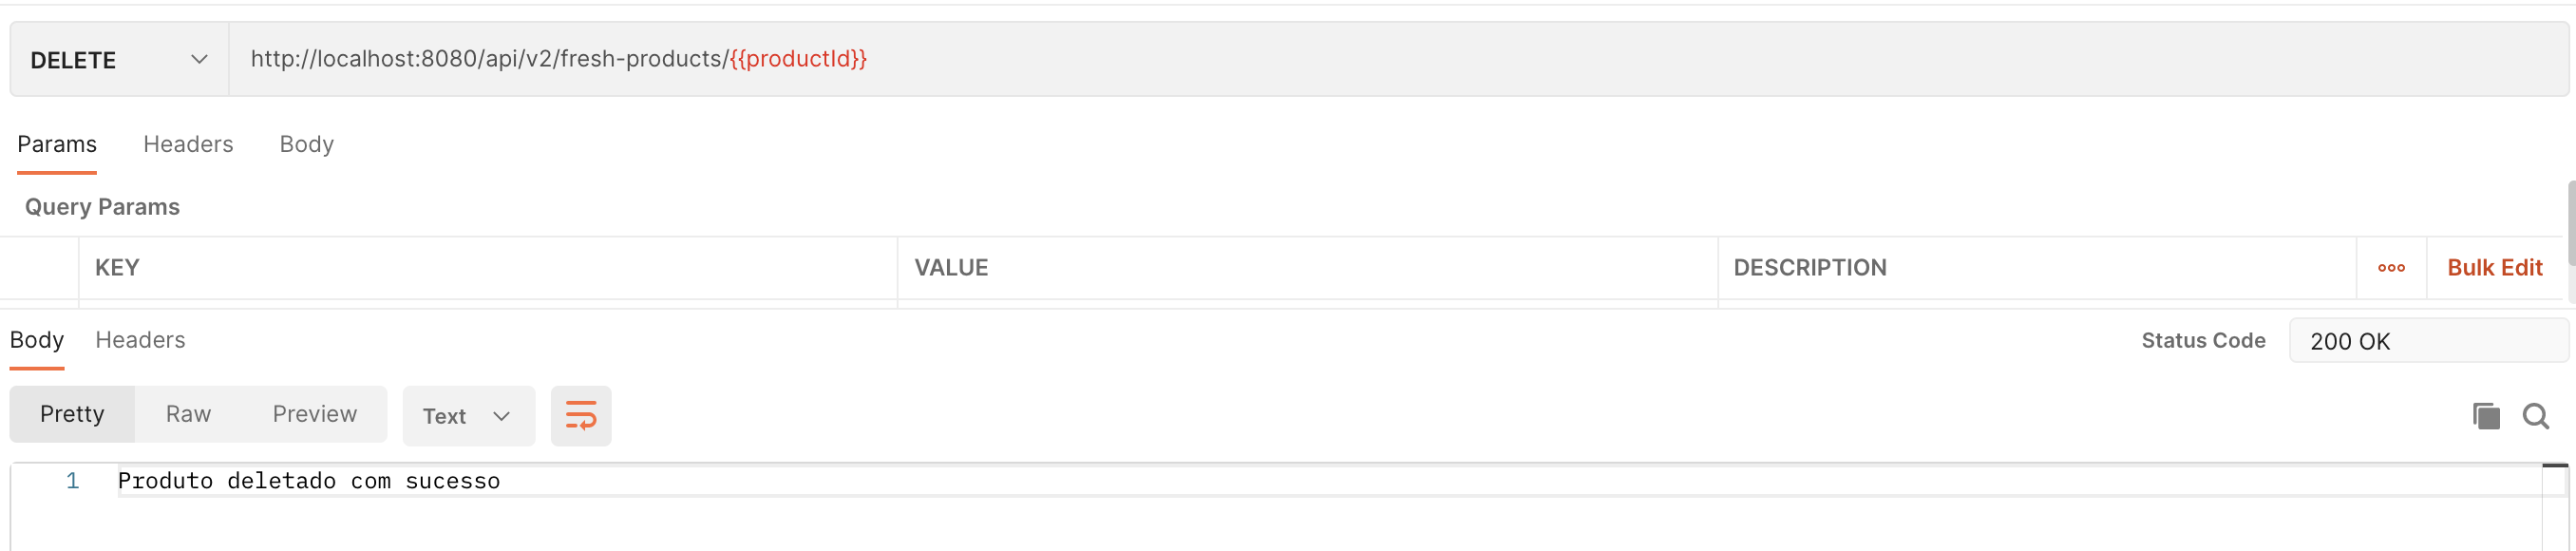 DELETE http://localhost:8080/api/v2/fresh-products/{{productId}}
Params Headers Body
Query Params
KEY VALUE DESCRIPTION Bulk Edit
Body Headers Status Code 200 OK
Pretty Raw Preview Text
1 Produto deletado com sucesso